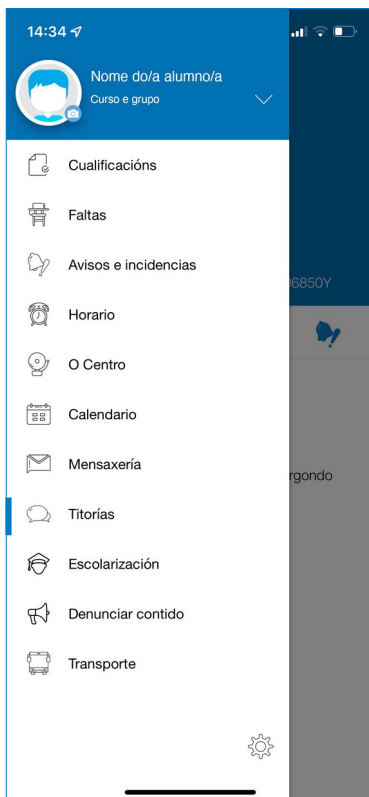 14:34
Nome do/a alumno/a
Curso e grupo
Cualificacións
Faltas
Avisos e incidencias
06850Y
Horario
O Centro
Calendario
Mensaxería
rgondo
Titorías
Escolarización
Denunciar contido
Transporte